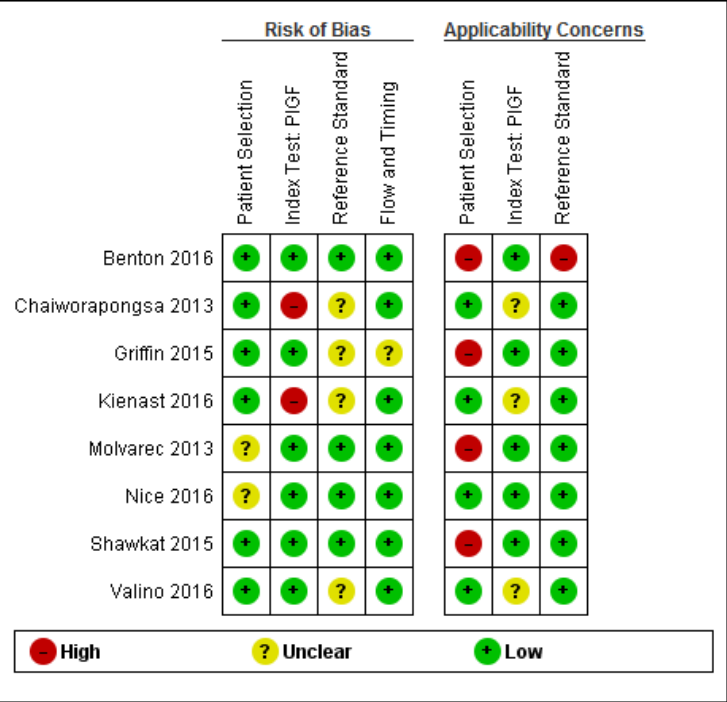 Risk of Bias Applicability Concerns
Patient Selection
Index Test: PlGF
Reference Standard
Flow and Timing
Patient Selection
Index Test: PlGF
Reference Standard
Benton 2016 + + + + - + -
Chaiworapongsa 2013 + - ? + + ? +
Griffin 2015 + + ? ? - + +
Kienast 2016 + - ? + + ? +
Molvarec 2013 ? + + + - + +
Nice 2016 ? + + + + + +
Shawkat 2015 + + + + - + +
Valino 2016 + + ? + + ? +
- High ? Unclear + Low